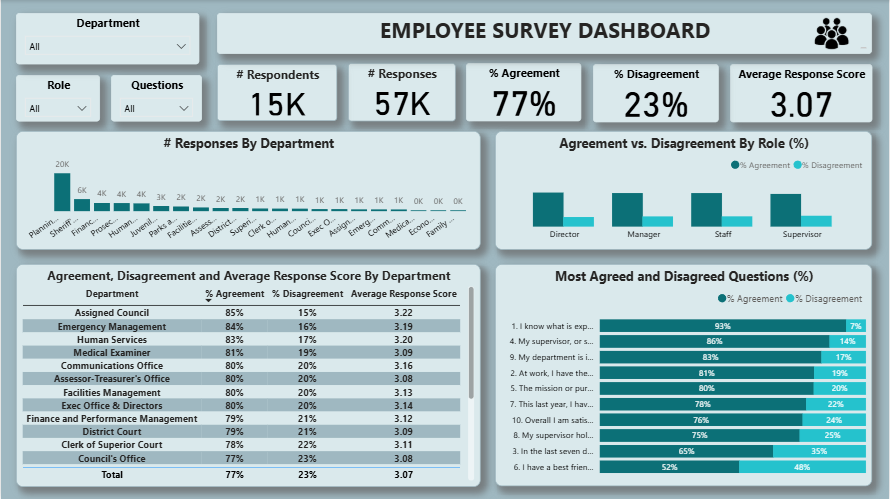 Department
All
Role
All
Questions
All
EMPLOYEE SURVEY DASHBOARD
...
# Respondents
15K
# Responses
57K
% Agreement
77%
% Disagreement
23%
Average Response Score
3.07
# Responses By Department
20K 6K 4K 4K 4K 3K 2K 2K 2K 2K 1K 1K 1K 1K 1K 1K 1K 1K 0K 0K 0K
Plannin... Sheriff ... Financ... Prosec... Human... Juvenil... Parks a... Facilitie... Assess... District... Superi... Clerk o... Human... Counci... Exec O... Assign... Emerg... Comm... Medica... Econo... Family ...
Agreement vs. Disagreement By Role (%)
% Agreement % Disagreement
Director Manager Staff Supervisor
Agreement, Disagreement and Average Response Score By Department
Department % Agreement % Disagreement Average Response Score
Assigned Council 85% 15% 3.22
Emergency Management 84% 16% 3.19
Human Services 83% 17% 3.20
Medical Examiner 81% 19% 3.09
Communications Office 80% 20% 3.16
Assessor-Treasurer's Office 80% 20% 3.08
Facilities Management 80% 20% 3.13
Exec Office & Directors 80% 20% 3.14
Finance and Performance Management 79% 21% 3.12
District Court 79% 21% 3.09
Clerk of Superior Court 78% 22% 3.11
Council's Office 77% 23% 3.08
Total 77% 23% 3.07
Most Agreed and Disagreed Questions (%)
% Agreement % Disagreement
1. I know what is exp... 93% 7%
4. My supervisor, or s... 86% 14%
9. My department is i... 83% 17%
2. At work, I have the... 81% 19%
5. The mission or pur... 80% 20%
7. This last year, I hav... 78% 22%
10. Overall I am satis... 76% 24%
8. My supervisor hol... 75% 25%
3. In the last seven d... 65% 35%
6. I have a best frien... 52% 48%